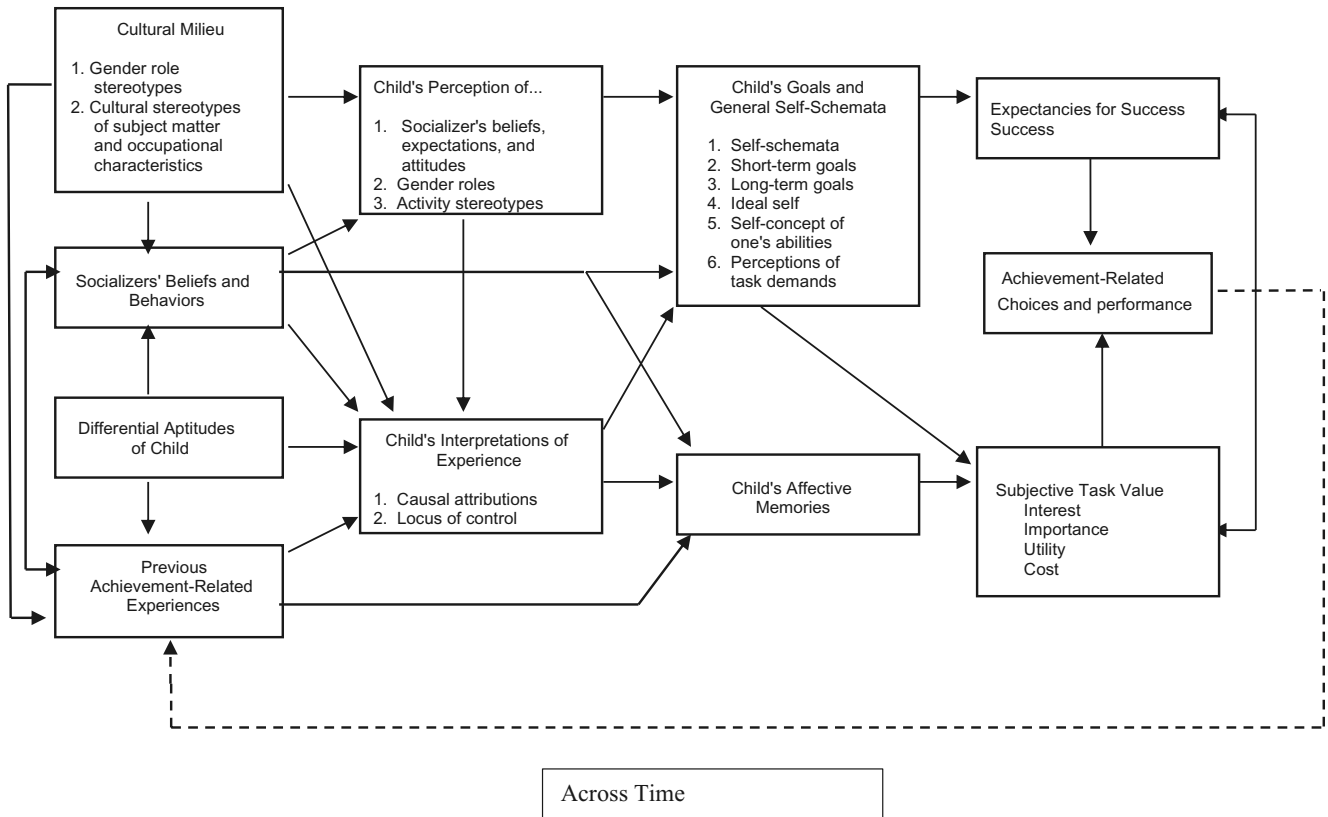 Cultural Milieu
1. Gender role
stereotypes
2. Cultural stereotypes
of subject matter
and occupational
characteristics
Socializers' Beliefs and
Behaviors
Differential Aptitudes
of Child
Previous
Achievement-Related
Experiences
Child's Perception of...
1. Socializer's beliefs,
expectations, and
attitudes
2. Gender roles
3. Activity stereotypes
Child's Interpretations of
Experience
1. Causal attributions
2. Locus of control
Child's Goals and
General Self-Schemata
1. Self-schemata
2. Short-term goals
3. Long-term goals
4. Ideal self
5. Self-concept of
one's abilities
6. Perceptions of
task demands
Child's Affective
Memories
Expectancies for Success
Success
Achievement-Related
Choices and performance
Subjective Task Value
Interest
Importance
Utility
Cost
Across Time